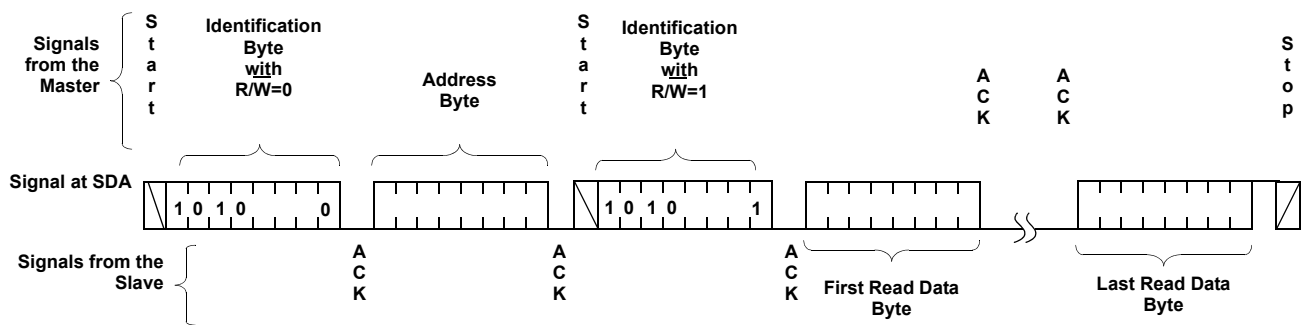 Signals
from the
Master
S
t
a
r
t
Identification
Byte
with
R/W=0
Address
Byte
S
t
a
r
t
Identification
Byte
with
R/W=1
A
C
K
A
C
K
S
t
o
p
Signal at SDA
1 0 1 0 0
1 0 1 0 1
Signals from the
Slave
A
C
K
A
C
K
A
C
K
First Read Data
Byte
Last Read Data
Byte